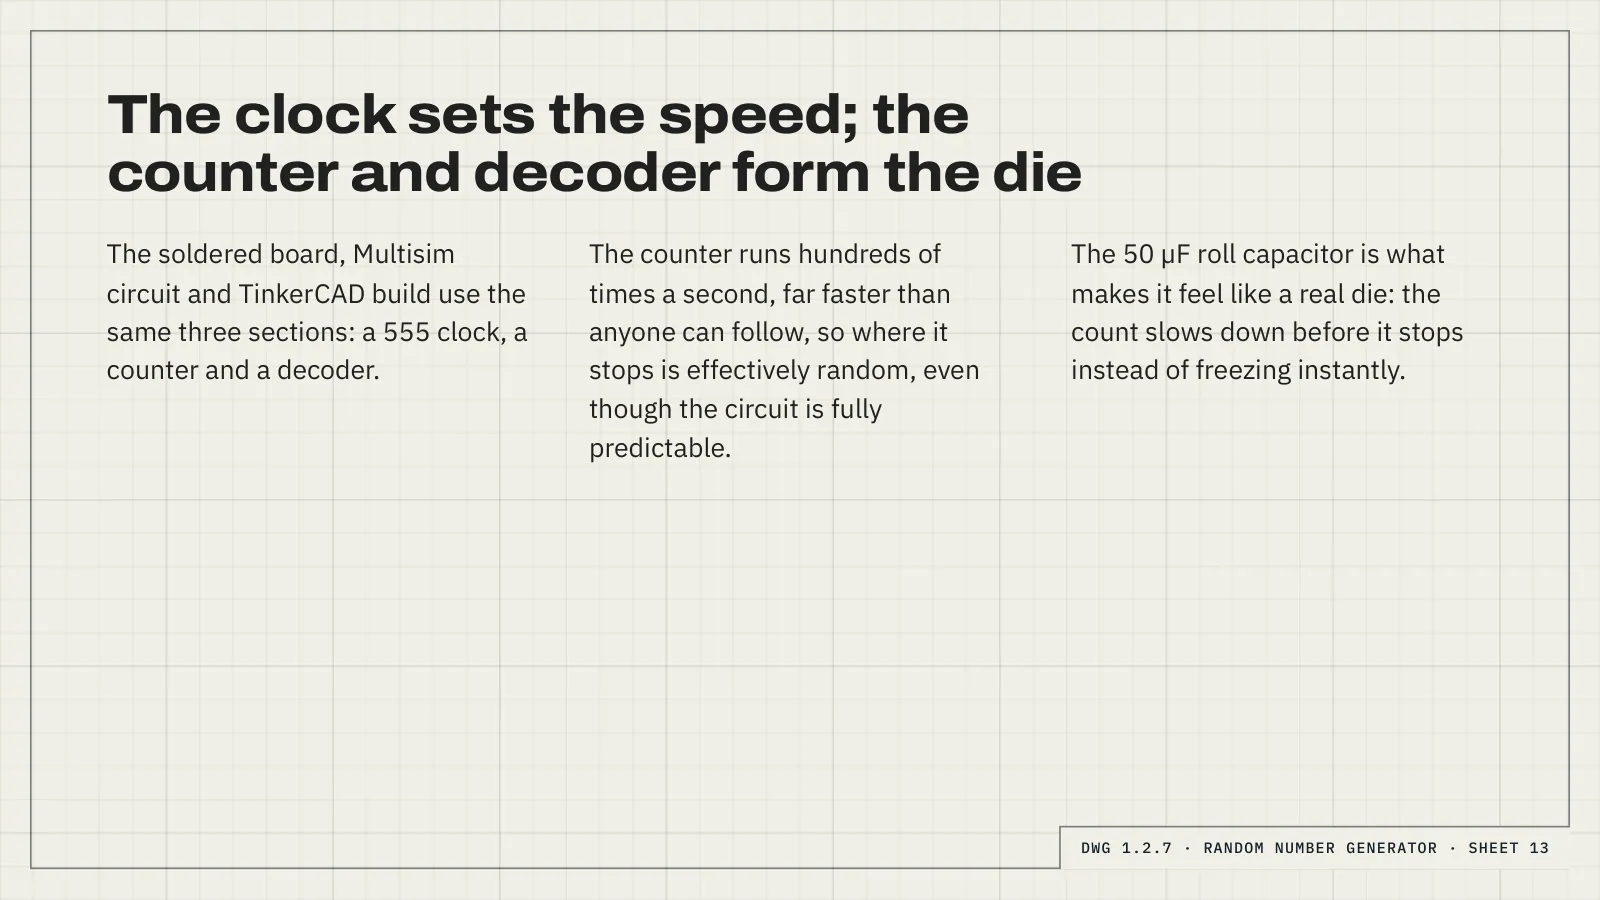 The clock sets the speed; the
counter and decoder form the die
The soldered board, Multisim
circuit and TinkerCAD build use the
same three sections: a 555 clock, a
counter and a decoder.
The counter runs hundreds of
times a second, far faster than
anyone can follow, so where it
stops is effectively random, even
though the circuit is fully
predictable.
The 50 µF roll capacitor is what
makes it feel like a real die: the
count slows down before it stops
instead of freezing instantly.
DWG 1.2.7 · RANDOM NUMBER GENERATOR · SHEET 13